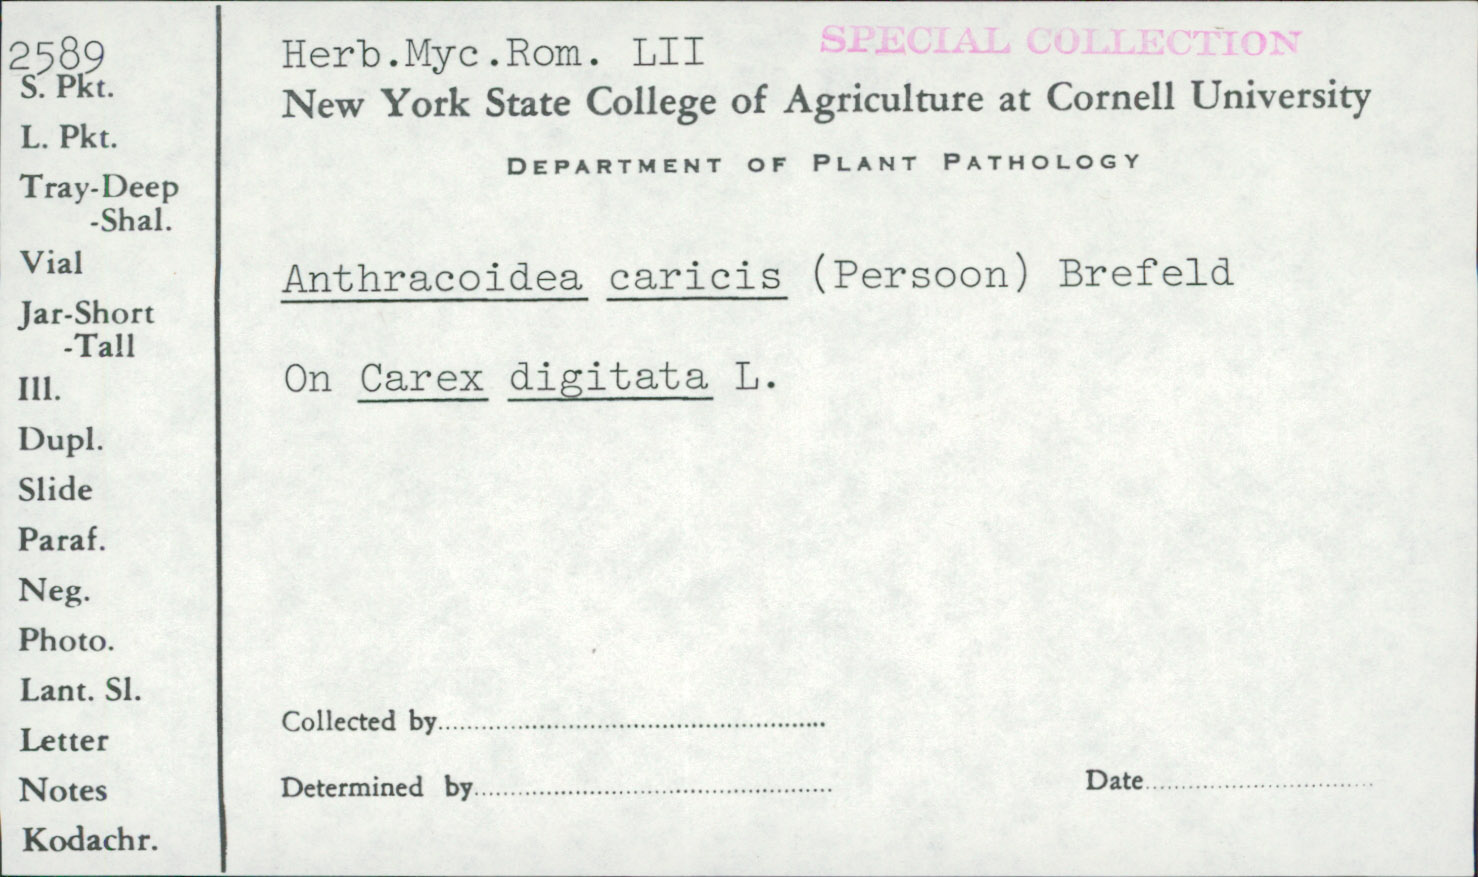 2589
S. Pkt.
L. Pkt.
Tray-Deep
-Shal.
Vial
Jar-Short
-Tall
Ill.
Dupl.
Slide
Paraf.
Neg.
Photo.
Lant. Sl.
Letter
Notes
Kodachr.
Herb.Myc.Rom. LII
SPECIAL COLLECTION
New York State College of Agriculture at Cornell University
DEPARTMENT OF PLANT PATHOLOGY
Anthracoidea caricis (Persoon) Brefeld
On Carex digitata L.
Collected by
Determined by
Date